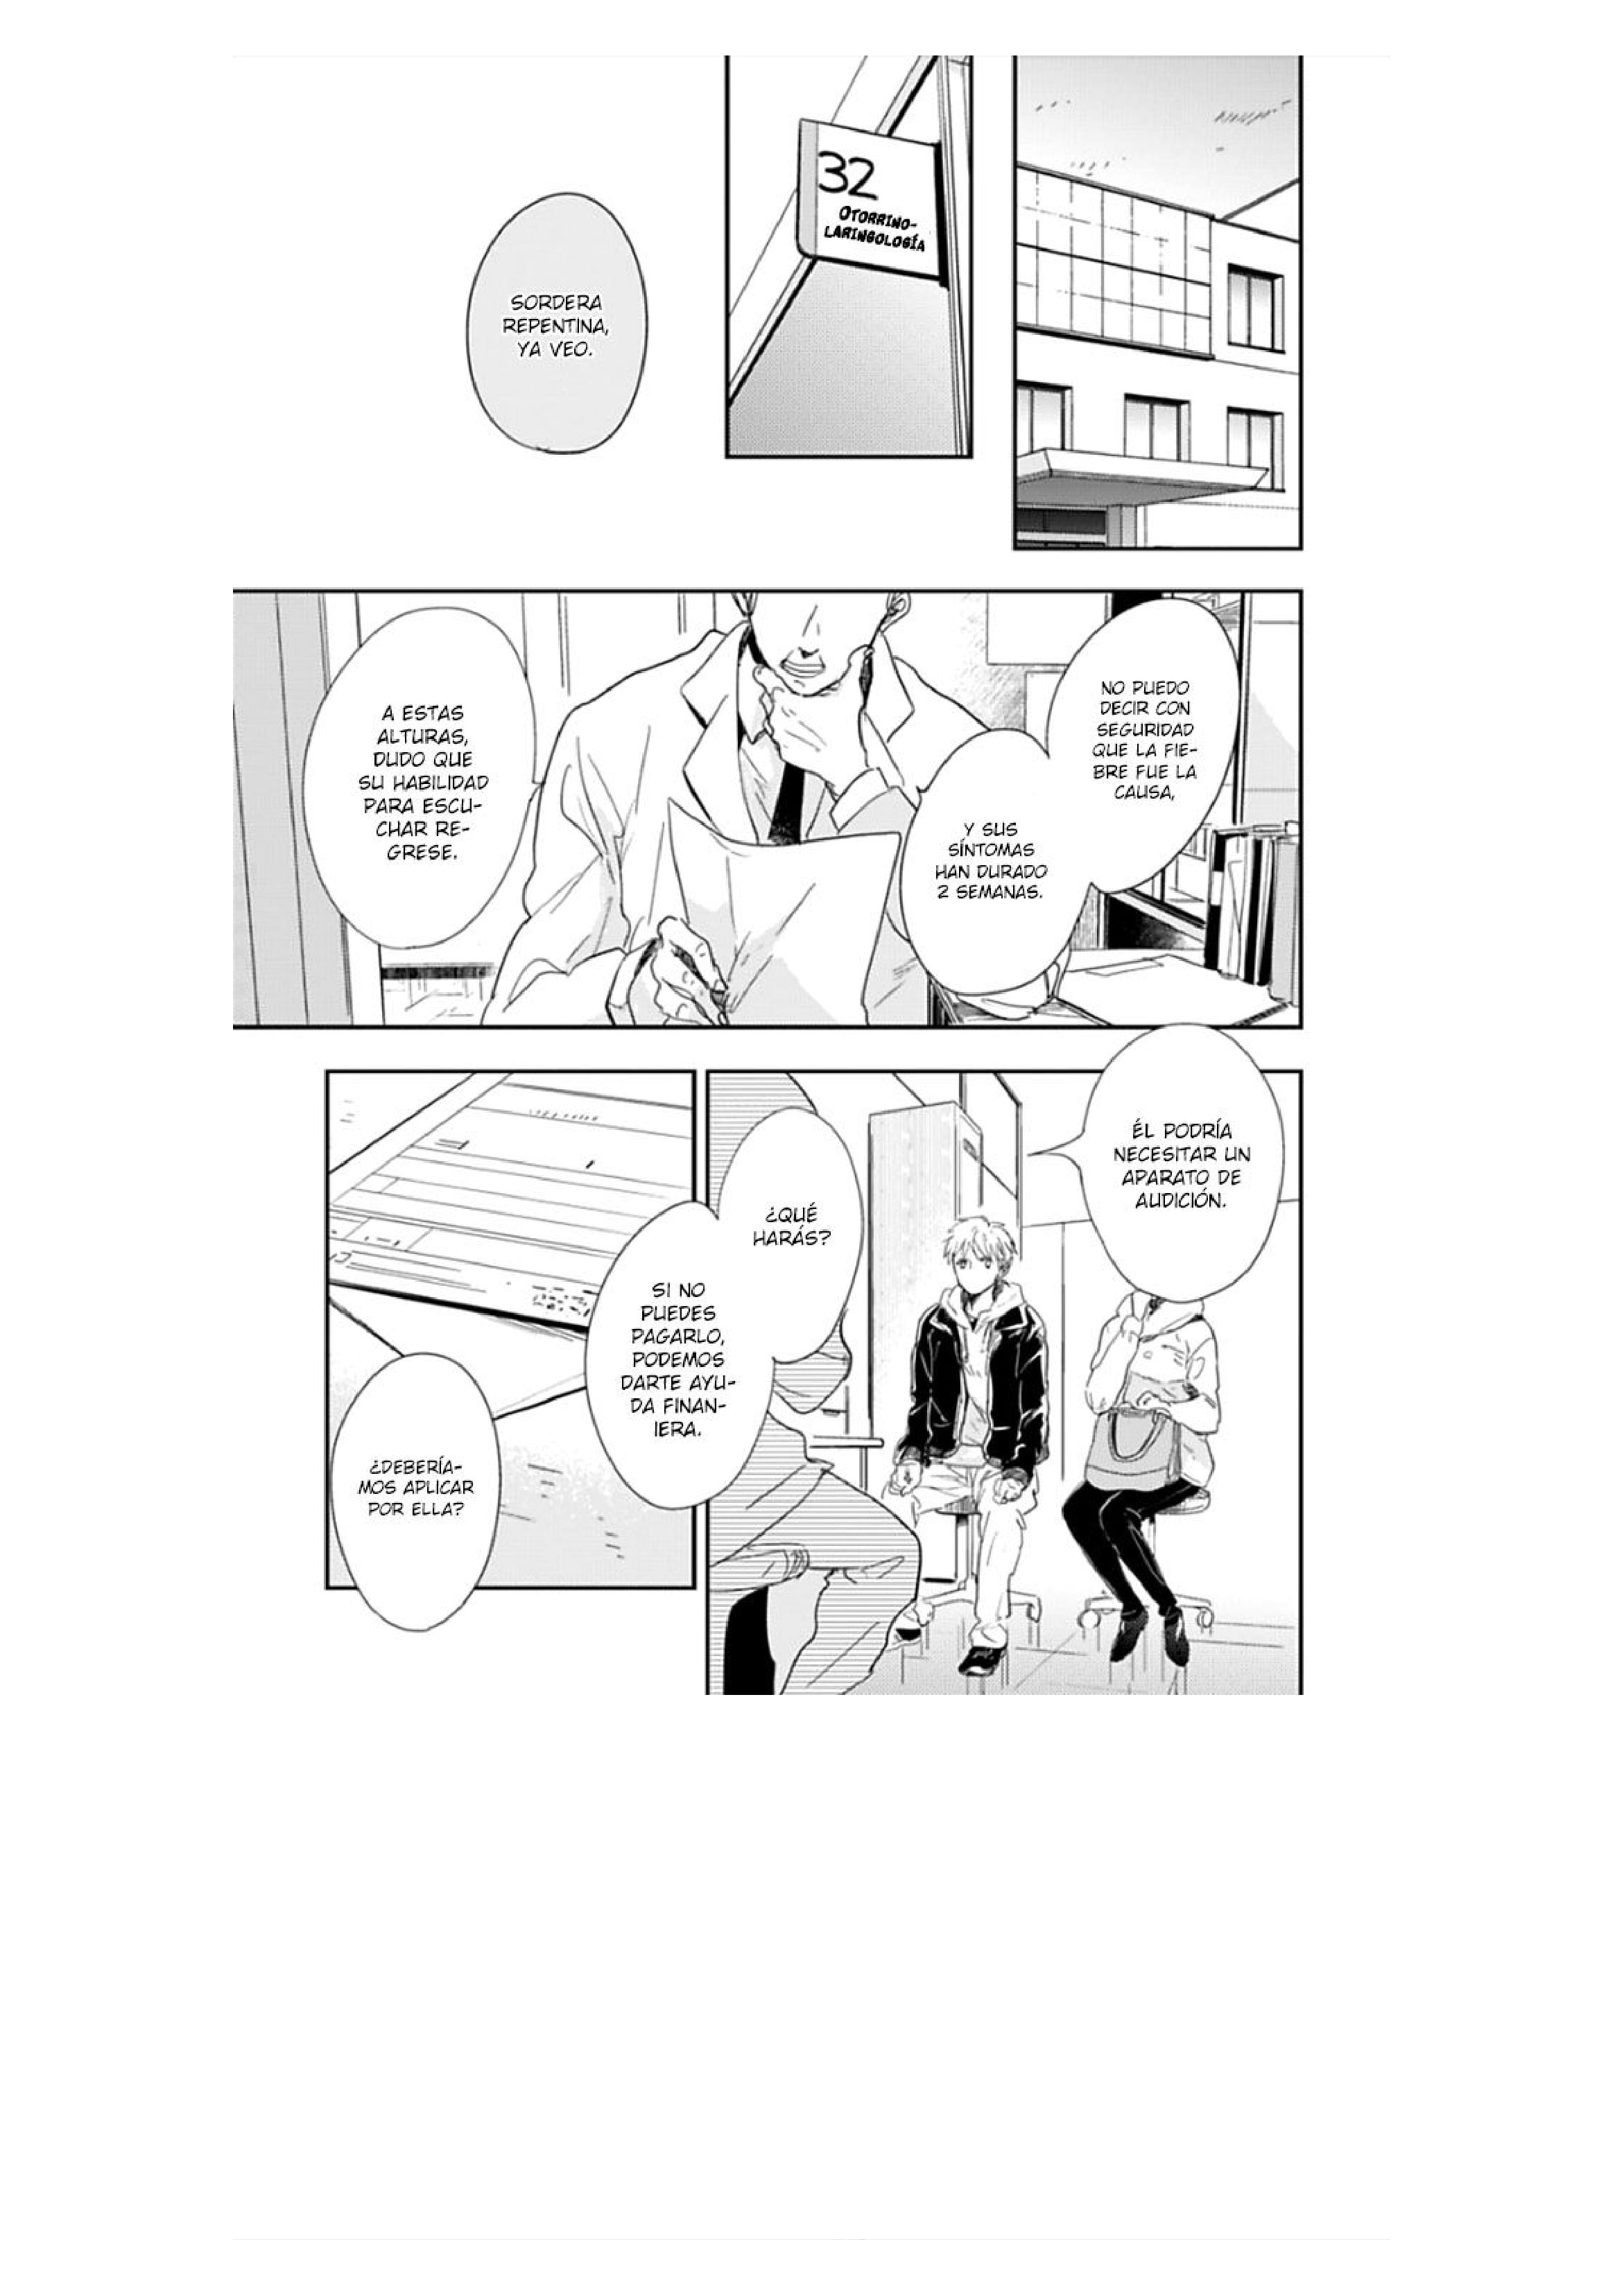 32
OTORRINO-
LARINGOLOGÍA
SORDERA
REPENTINA,
YA VEO.
NO PUEDO
DECIR CON
SEGURIDAD
QUE LA FIE-
BRE FUE LA
CAUSA,
Y SUS
SÍNTOMAS
HAN DURADO
2 SEMANAS.
A ESTAS
ALTURAS,
DUDO QUE
SU HABILIDAD
PARA ESCU-
CHAR RE-
GRESE.
ÉL PODRÍA
NECESITAR UN
APARATO DE
AUDICIÓN.
¿QUÉ
HARÁS?
SI NO
PUEDES
PAGARLO,
PODEMOS
DARTE AYU-
DA FINAN-
IERA.
¿DEBERÍA-
MOS APLICAR
POR ELLA?